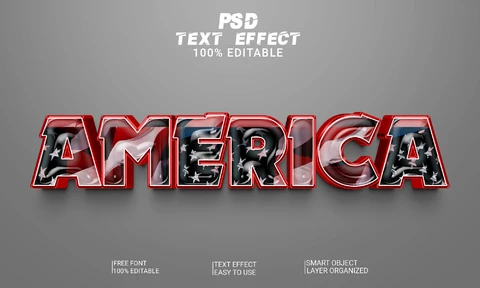 PSD
TEXT EFFECT
100% EDITABLE
AMERICA
FREE FONT
100% EDITABLE
TEXT EFFECT
EASY TO USE
SMART OBJECT
LAYER ORGANIZED